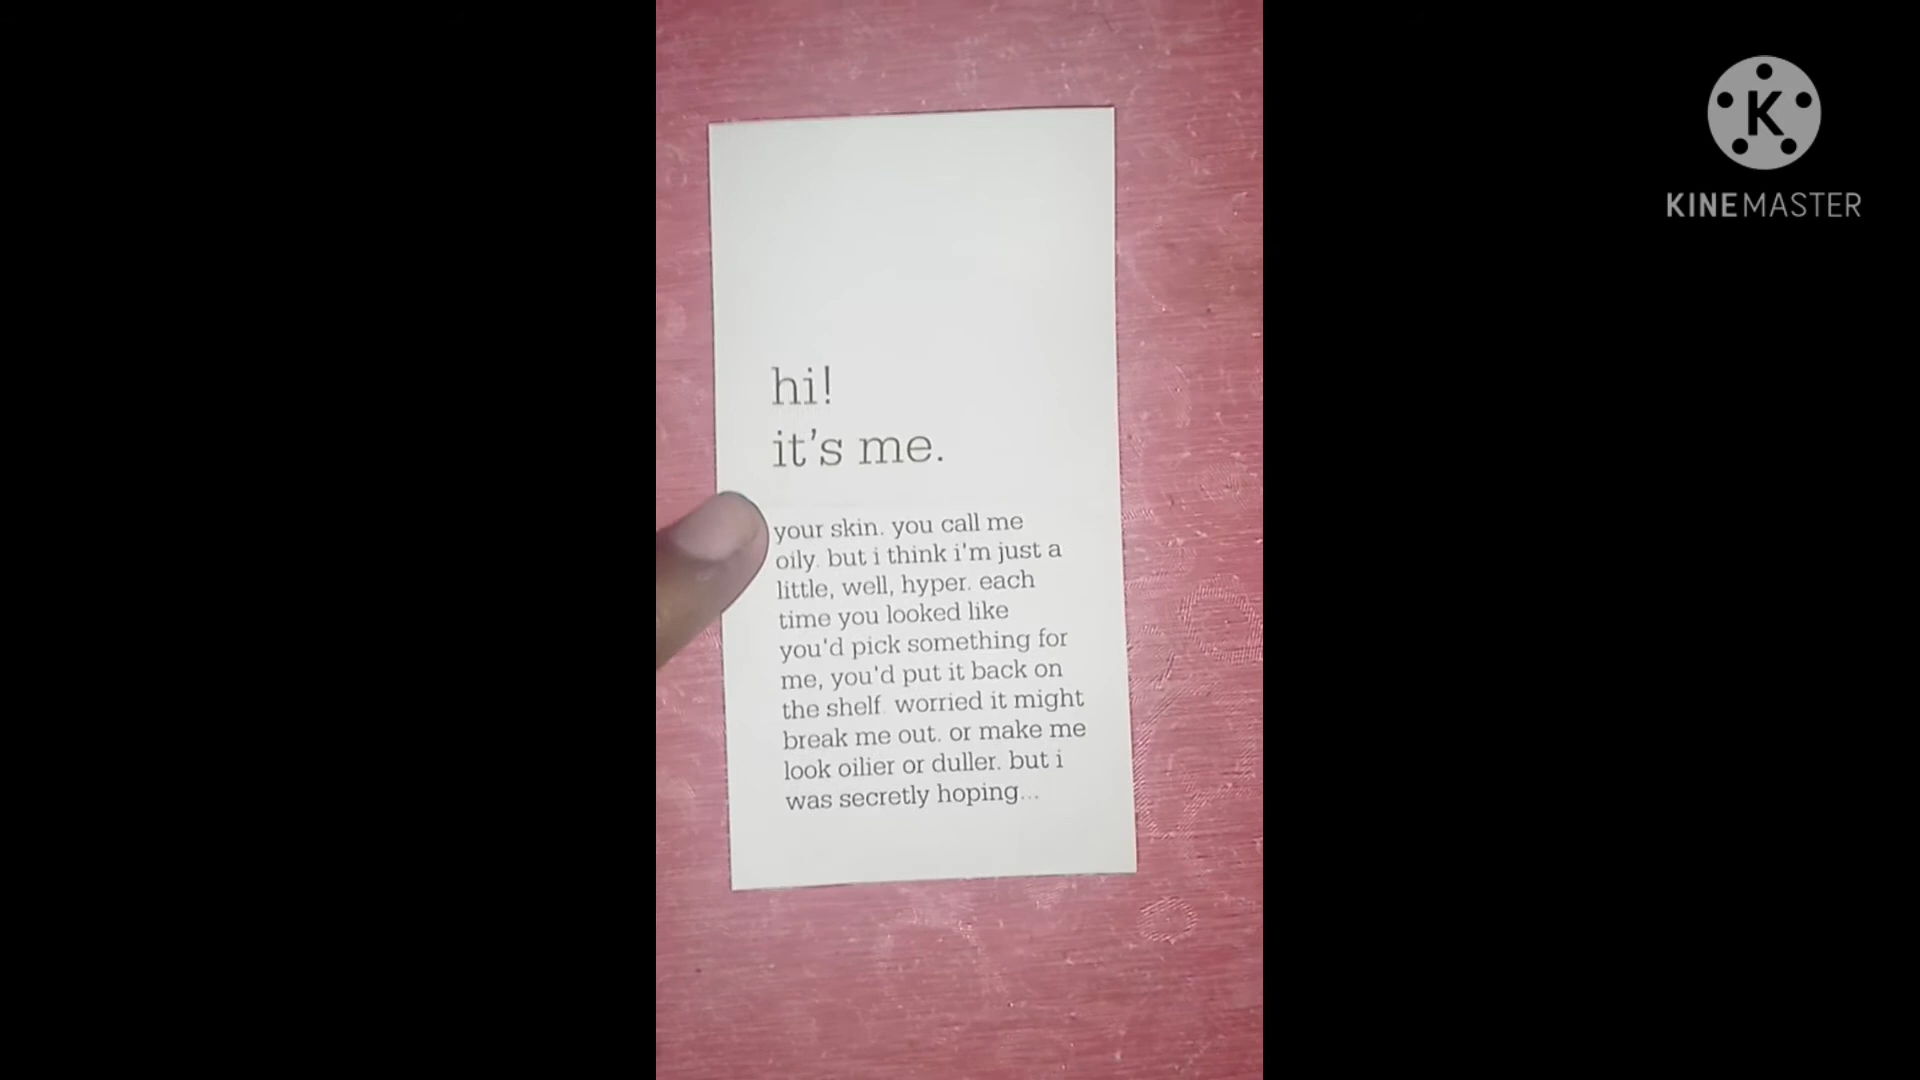 hi!
it's me.
your skin. you call me
oily. but i think i'm just a
little, well, hyper. each
time you looked like
you'd pick something for
me, you'd put it back on
the shelf. worried it might
break me out. or make me
look oilier or duller. but i
was secretly hoping...
K
KINEMASTER